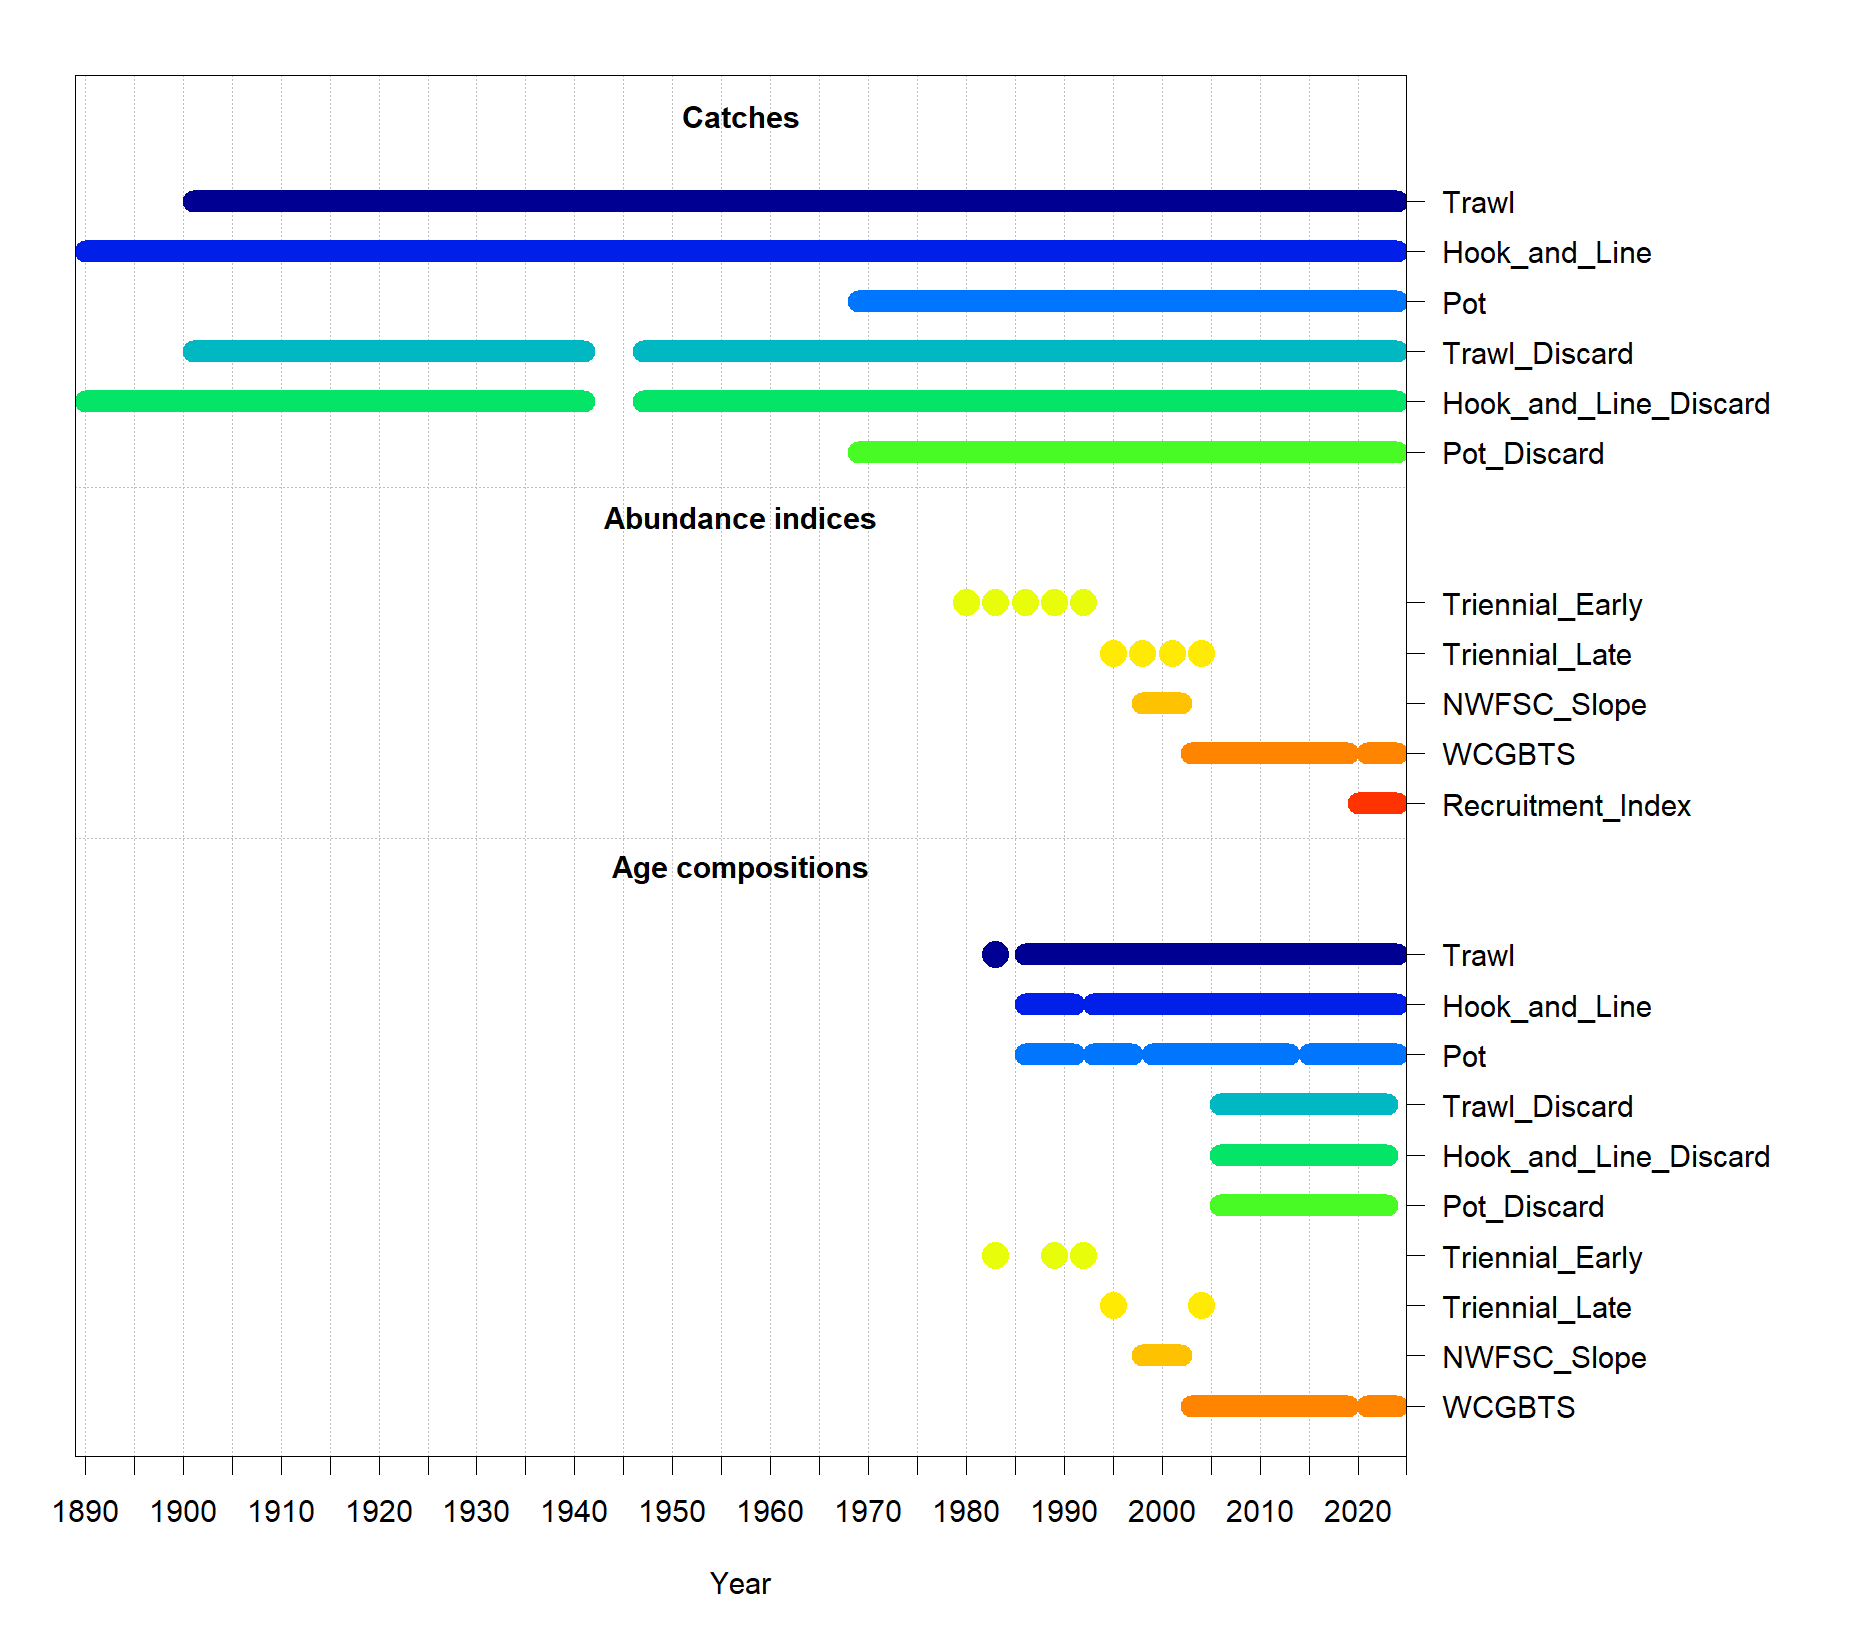 Catches
Trawl
Hook_and_Line
Pot
Trawl_Discard
Hook_and_Line_Discard
Pot_Discard
Abundance indices
Triennial_Early
Triennial_Late
NWFSC_Slope
WCGBTS
Recruitment_Index
Age compositions
Trawl
Hook_and_Line
Pot
Trawl_Discard
Hook_and_Line_Discard
Pot_Discard
Triennial_Early
Triennial_Late
NWFSC_Slope
WCGBTS
1890 1900 1910 1920 1930 1940 1950 1960 1970 1980 1990 2000 2010 2020
Year